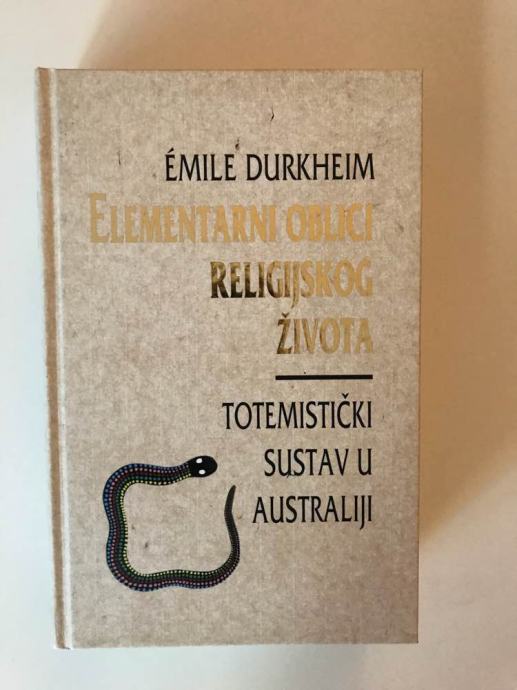 ÉMILE DURKHEIM
ELEMENTARNI OBLICI
RELIGIJSKOG
ŽIVOTA
TOTEMISTIČKI
SUSTAV U
AUSTRALIJI